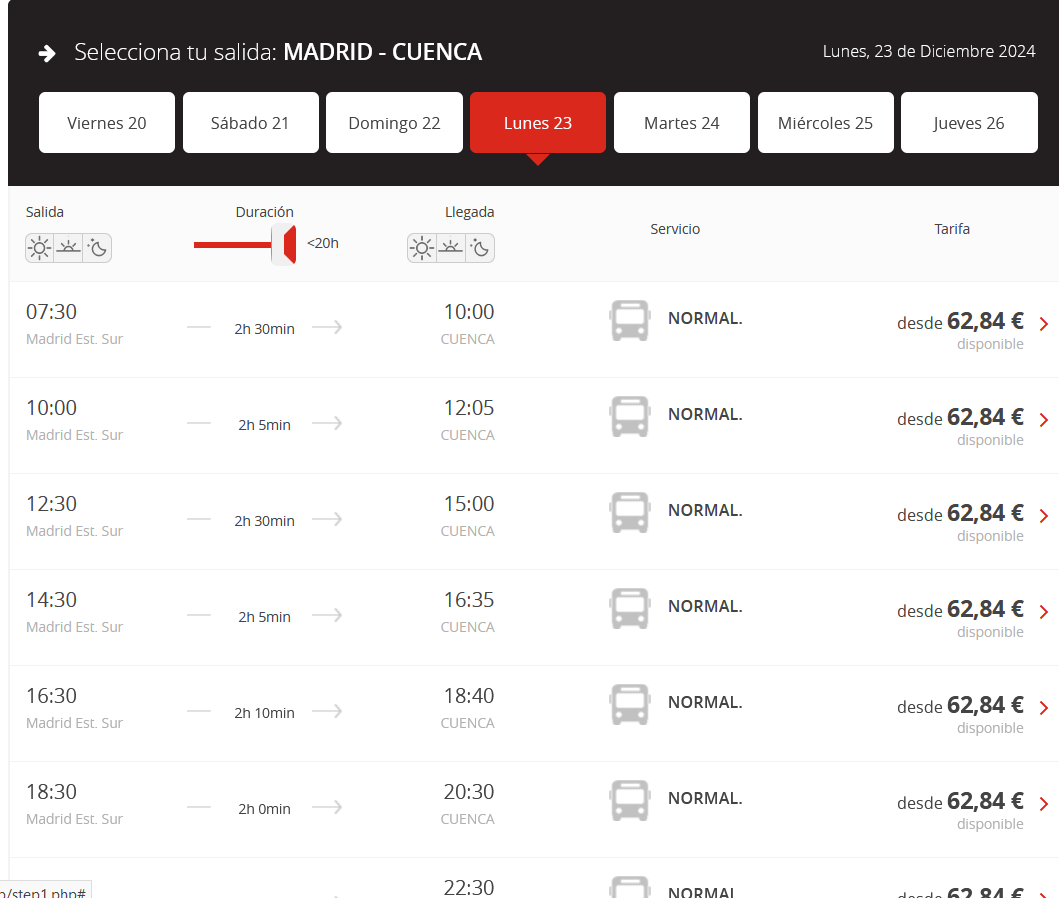 Selecciona tu salida: MADRID - CUENCA
Lunes, 23 de Diciembre 2024
Viernes 20
Sábado 21
Domingo 22
Lunes 23
Martes 24
Miércoles 25
Jueves 26
Salida
Duración
Llegada
Servicio
Tarifa
<20h
07:30
Madrid Est. Sur
2h 30min
10:00
CUENCA
NORMAL.
desde 62,84 €
disponible
10:00
Madrid Est. Sur
2h 5min
12:05
CUENCA
NORMAL.
desde 62,84 €
disponible
12:30
Madrid Est. Sur
2h 30min
15:00
CUENCA
NORMAL.
desde 62,84 €
disponible
14:30
Madrid Est. Sur
2h 5min
16:35
CUENCA
NORMAL.
desde 62,84 €
disponible
16:30
Madrid Est. Sur
2h 10min
18:40
CUENCA
NORMAL.
desde 62,84 €
disponible
18:30
Madrid Est. Sur
2h 0min
20:30
CUENCA
NORMAL.
desde 62,84 €
disponible
22:30
NORMAL.
desde 62,84 €
/step1.php#